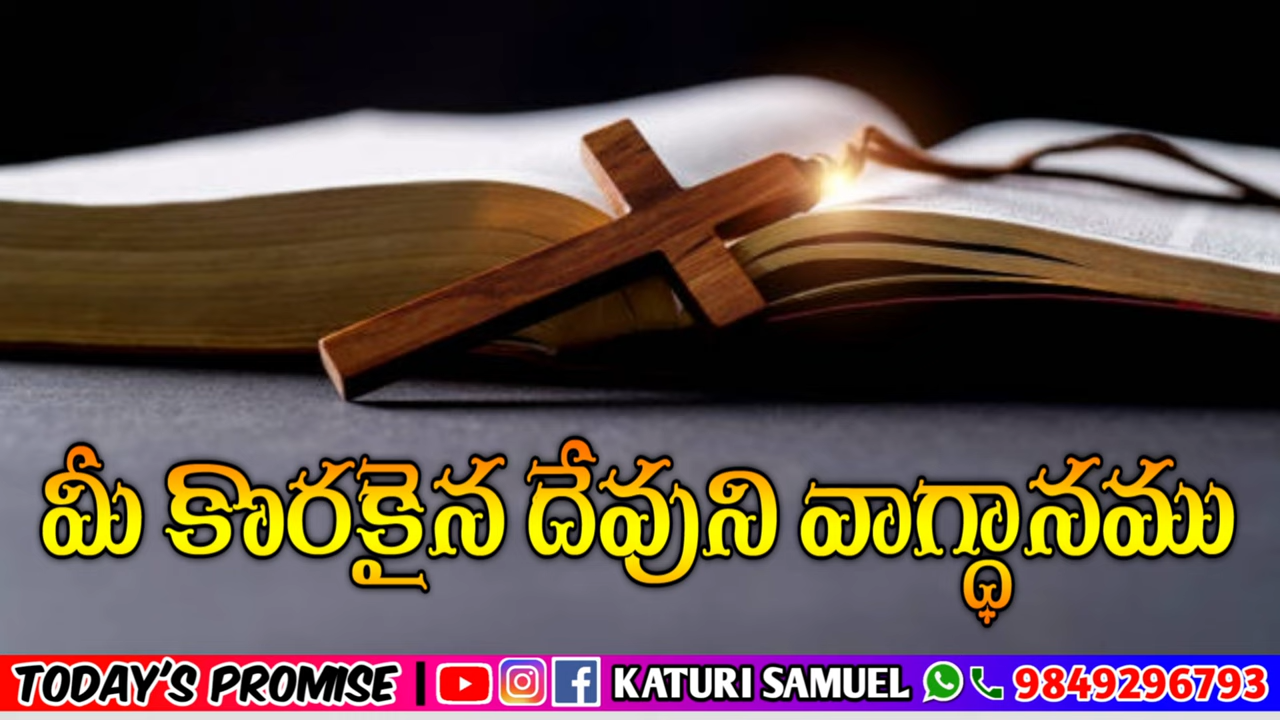 మీ కొరకైన దేవుని వాగ్ధానము
TODAY'S PROMISE | KATURI SAMUEL 9849296793